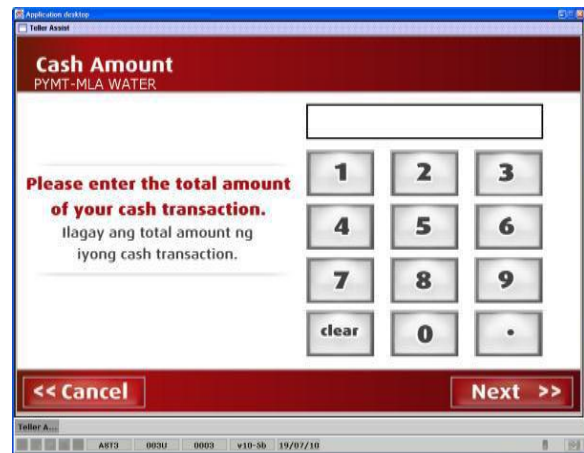 Application desktop
Teller Assist
Cash Amount
PYMT-MLA WATER
Please enter the total amount
of your cash transaction.
Ilagay ang total amount ng
iyong cash transaction.
1 2 3
4 5 6
7 8 9
clear 0 .
<< Cancel
Next >>
Teller A...
A8T3 003U 0003 v10-5b 19/07/10